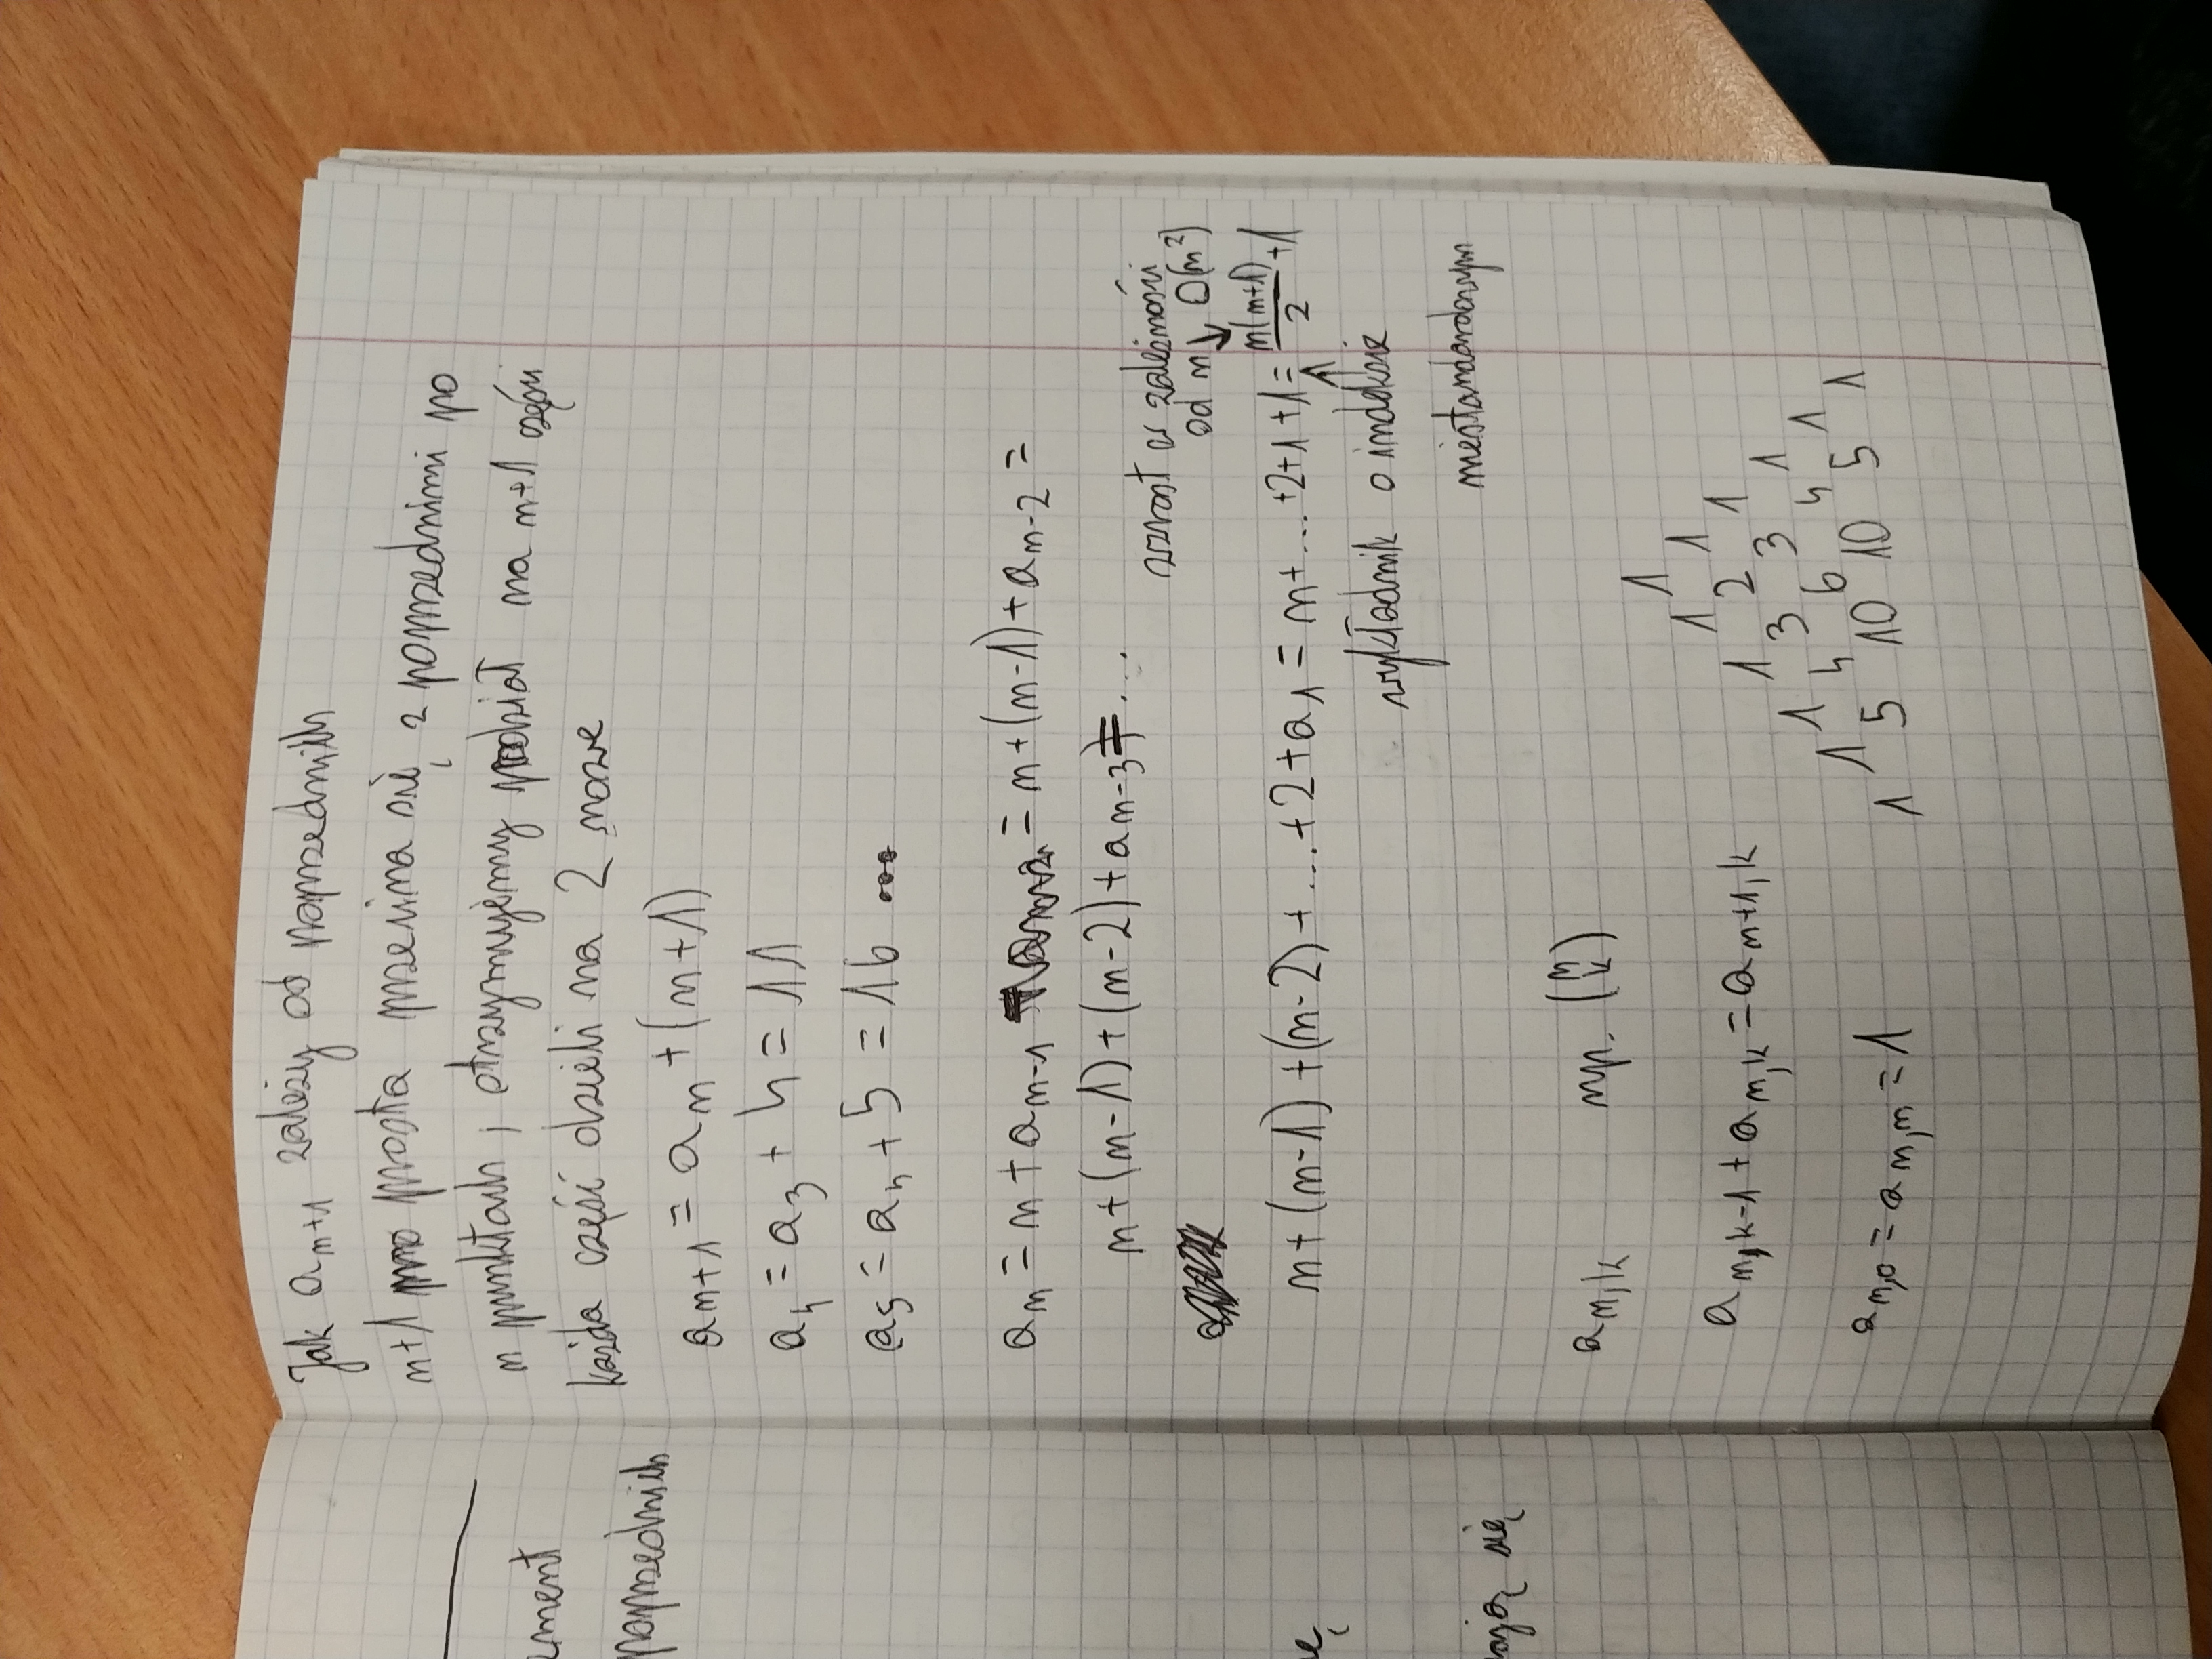 ement
poprzednich
ę
ają się
Jak a_{n+1} zależy od poprzednich
n+1 prosta przecina się z poprzednimi po
n punktach, otrzymujemy podział na n+1 części
każda część dzieli na 2 nowe
a_{n+1} = a_n + (n+1)
a_4 = a_3 + 4 = 11
a_5 = a_4 + 5 = 16 ...
a_n = n + a_{n-1} = n + (n-1) + a_{n-2} =
n + (n-1) + (n-2) + a_{n-3} = ...
wzrost w zależności
od n ↓ O(n²)
n + (n-1) + (n-2) + ... + 2 + a_1 = n + ... + 2 + 1 + 1 = \frac{n(n+1)}{2} + 1
↑
wykładnik o indeksie
niestandardowym
a_{n,k} np. \binom{n}{k}
a_{n,k-1} + a_{n,k} = a_{n+1,k}
a_{n,0} = a_{n,n} = 1
1
1 1
1 2 1
1 3 3 1
1 4 6 4 1
1 5 10 10 5 1